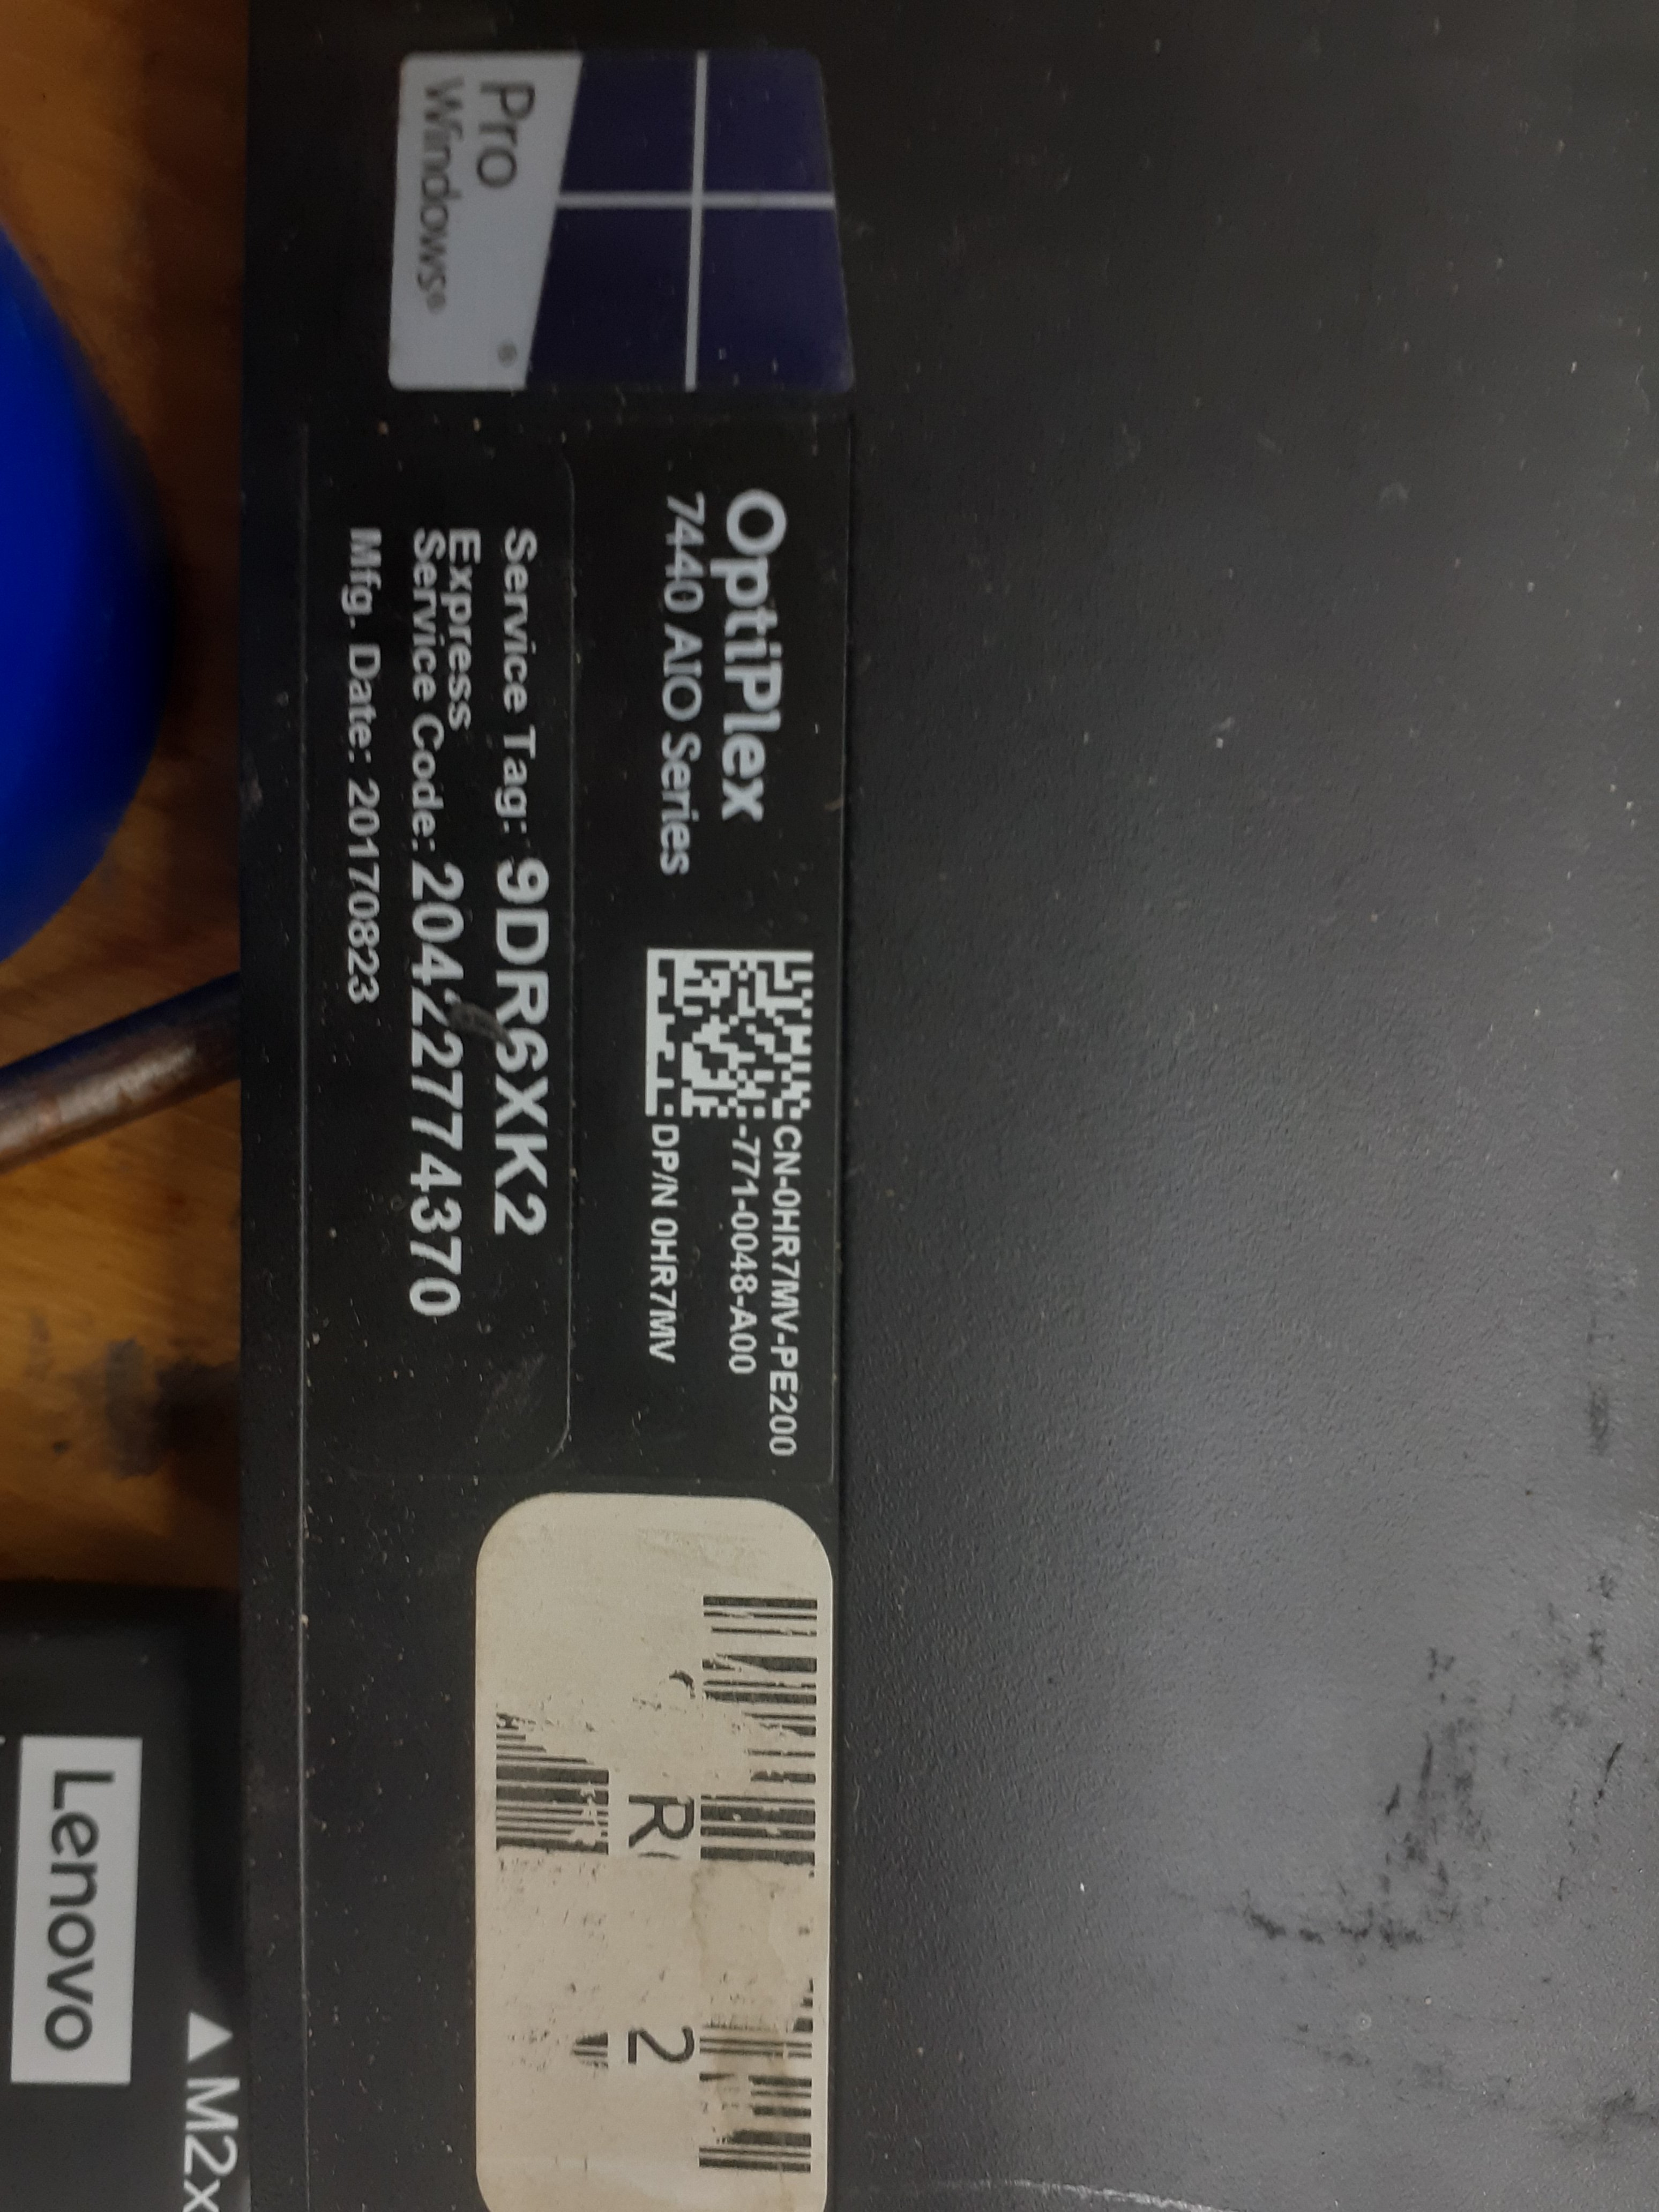 Pro
Windows®
®
OptiPlex
7440 AIO Series
CN-0HR7MV-PE200
-771-0048-A00
DP/N 0HR7MV
Service Tag: 9DR6XK2
Express
Service Code: 20422774370
Mfg. Date: 20170823
R
2
Lenovo
M2x